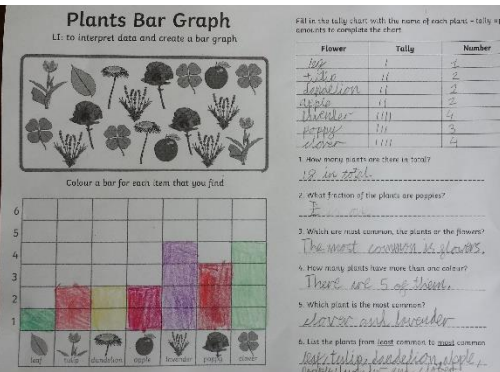 Plants Bar Graph
LI: to interpret data and create a bar graph
Colour a bar for each item that you find
6
5
4
3
2
1
leaf tulip dandelion apple lavender poppy clover
Fill in the tally chart with the name of each plant – tally
amounts to complete the chart.
Flower Tally Number
leaf
2
dandelion 2
apple 2
lavender 4
poppy 3
clover 4
1. How many plants are there in total?
18 in total
2. What fraction of the plants are poppies?
3. Which are most common, the plants or the flowers?
The most common is flowers.
4. How many plants have more than one colour?
There are 5 of them.
5. Which plant is the most common?
clover and lavender
6. List the plants from least common to most common
leaf, tulip, dandelion, apple,